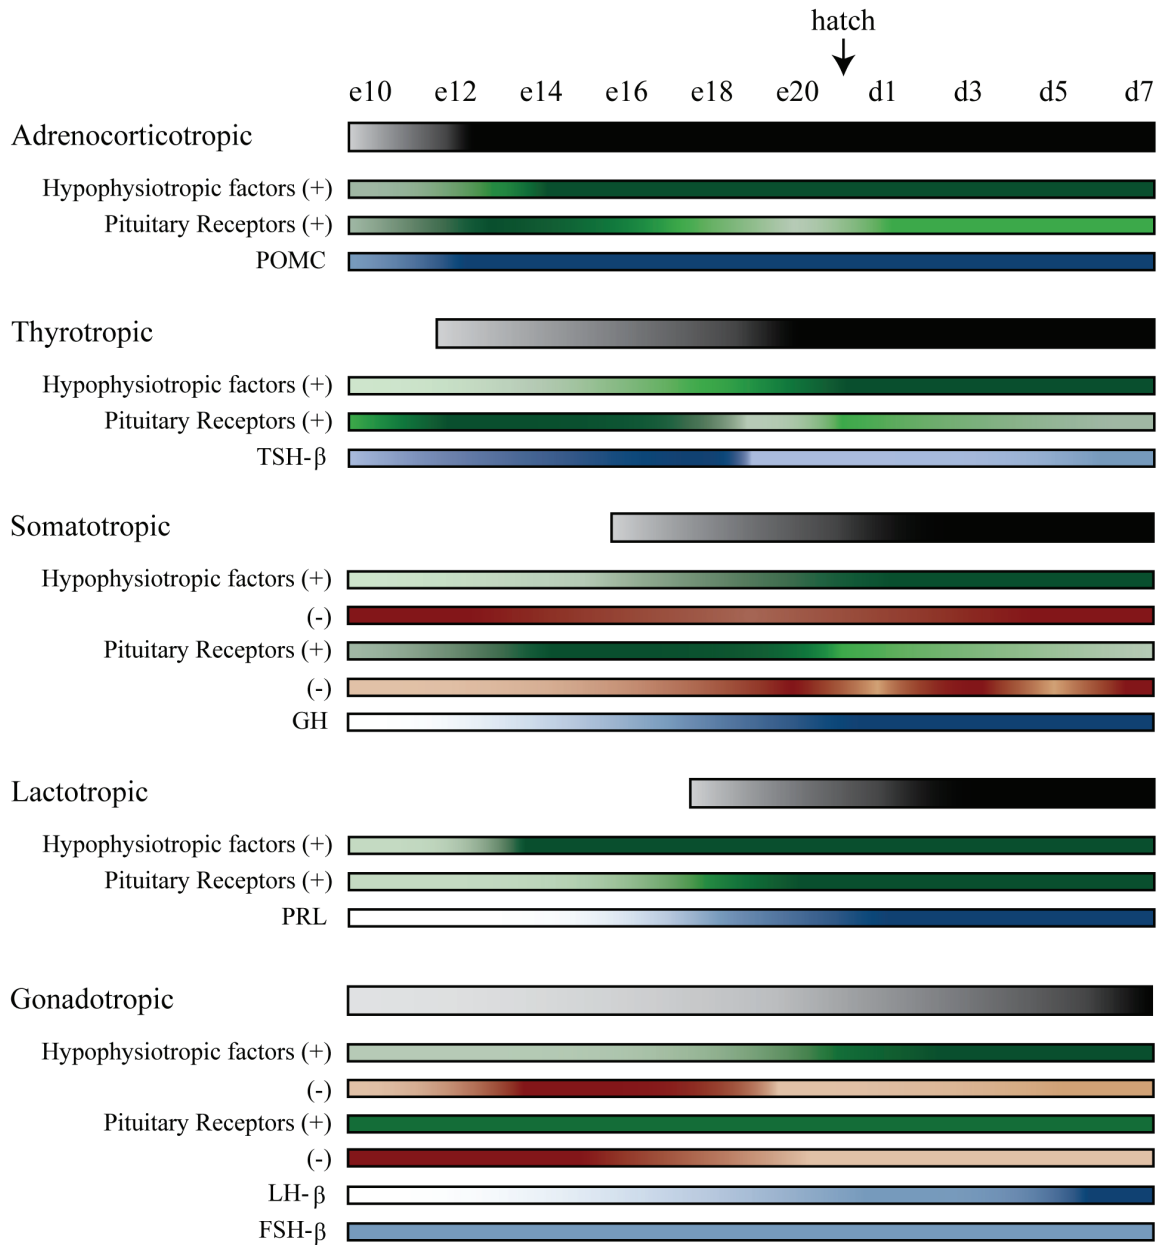 hatch
e10 e12 e14 e16 e18 e20 d1 d3 d5 d7
Adrenocorticotropic
Hypophysiotropic factors (+)
Pituitary Receptors (+)
POMC
Thyrotropic
Hypophysiotropic factors (+)
Pituitary Receptors (+)
TSH-β
Somatotropic
Hypophysiotropic factors (+)
(-)
Pituitary Receptors (+)
(-)
GH
Lactotropic
Hypophysiotropic factors (+)
Pituitary Receptors (+)
PRL
Gonadotropic
Hypophysiotropic factors (+)
(-)
Pituitary Receptors (+)
(-)
LH-β
FSH-β